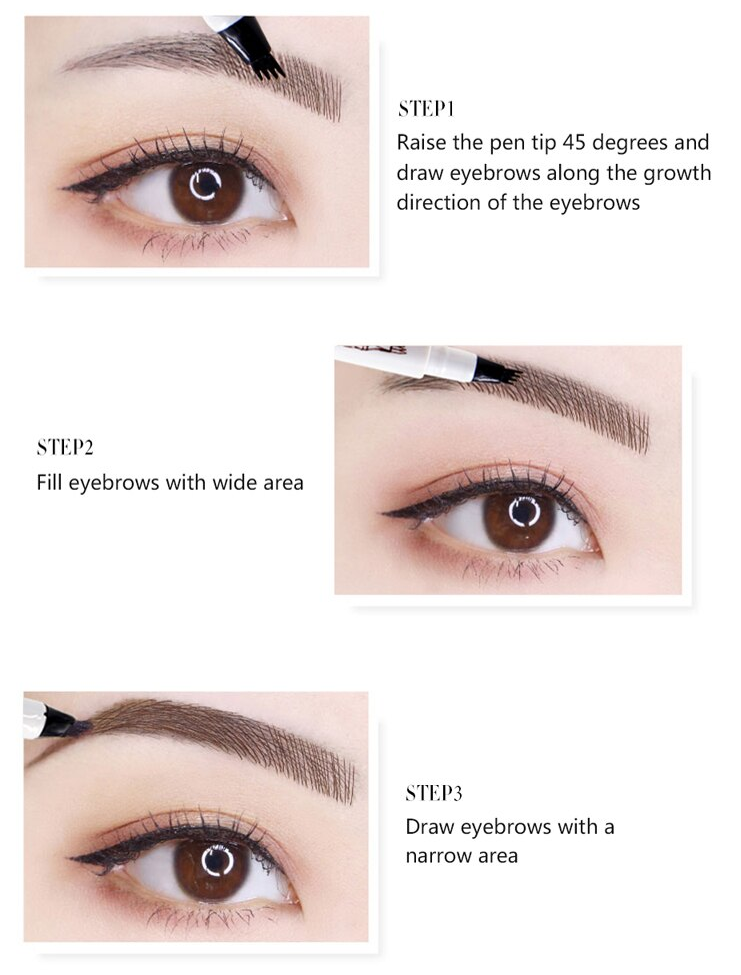 STEP1
Raise the pen tip 45 degrees and
draw eyebrows along the growth
direction of the eyebrows
STEP2
Fill eyebrows with wide area
STEP3
Draw eyebrows with a
narrow area